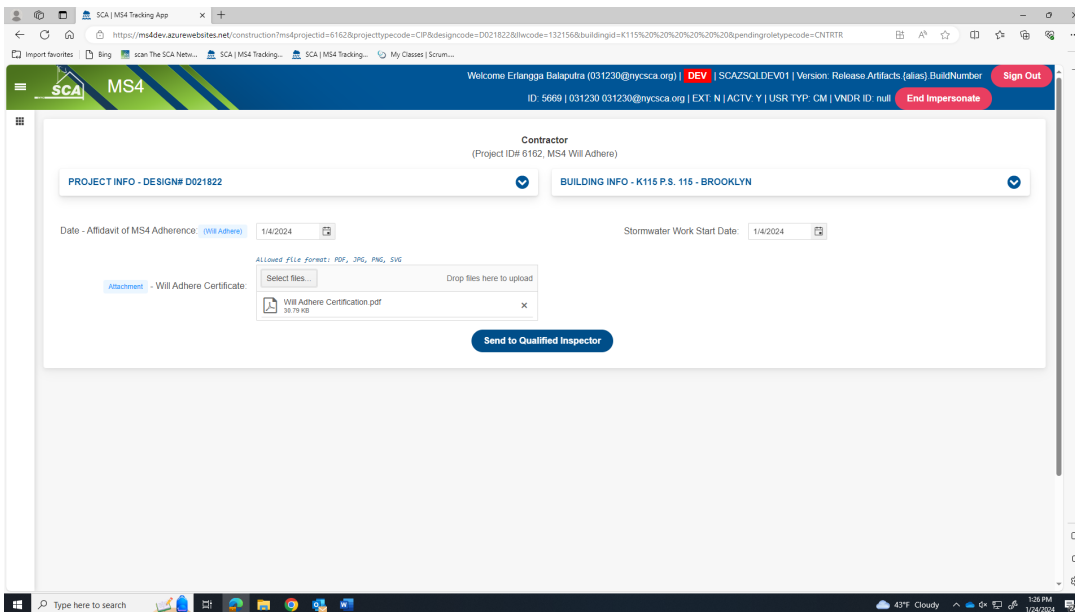 SCA | MS4 Tracking App
https://ms4dev.azurewebsites.net/construction?ms4projectid=6162&projecttypecode=CIP&designcode=D021822&llwcode=132156&buildingid=K115%20%20%20%20%20%20&pendingroletypecode=CNTRTR
Import favorites
Bing
scan The SCA Netw...
SCA | MS4 Tracking...
SCA | MS4 Tracking...
My Classes | Scrum....
SCA
MS4
Welcome Erlangga Balaputra (031230@nycsca.org) | DEV | SCAZSQLDEV01 | Version: Release.Artifacts.{alias}.BuildNumber
Sign Out
ID: 5669 | 031230 031230@nycsca.org | EXT: N | ACTV: Y | USR TYP: CM | VNDR ID: null
End Impersonate
Contractor
(Project ID# 6162, MS4 Will Adhere)
PROJECT INFO - DESIGN# D021822
BUILDING INFO - K115 P.S. 115 - BROOKLYN
Date - Affidavit of MS4 Adherence: (Will Adhere) 1/4/2024
Stormwater Work Start Date: 1/4/2024
Allowed file format: PDF, JPG, PNG, SVG
Attachment - Will Adhere Certificate:
Select files...
Drop files here to upload
Will Adhere Certification.pdf
30.79 KB
Send to Qualified Inspector
Type here to search
43°F Cloudy
1:26 PM
1/24/2024